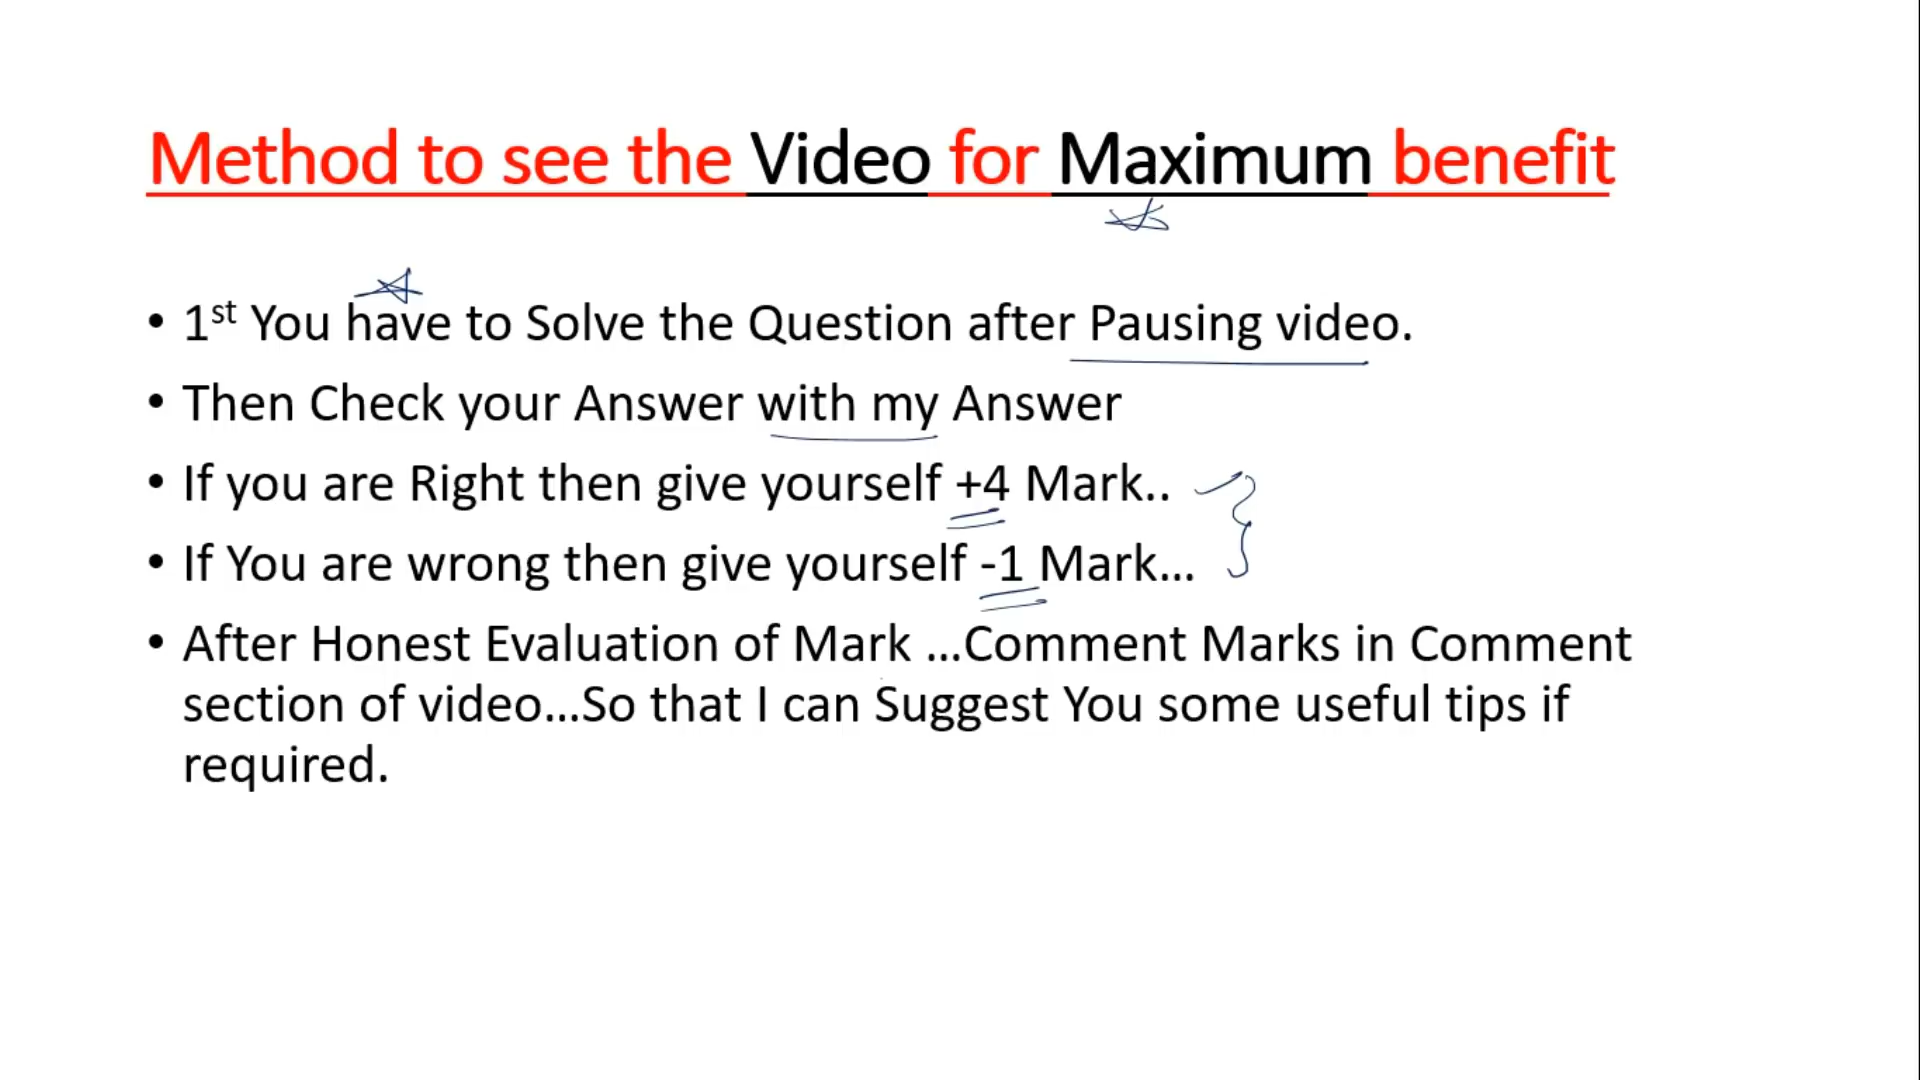 Method to see the Video for Maximum benefit
• 1st You have to Solve the Question after Pausing video.
• Then Check your Answer with my Answer
• If you are Right then give yourself +4 Mark..
• If You are wrong then give yourself -1 Mark...
• After Honest Evaluation of Mark ...Comment Marks in Comment
section of video...So that I can Suggest You some useful tips if
required.